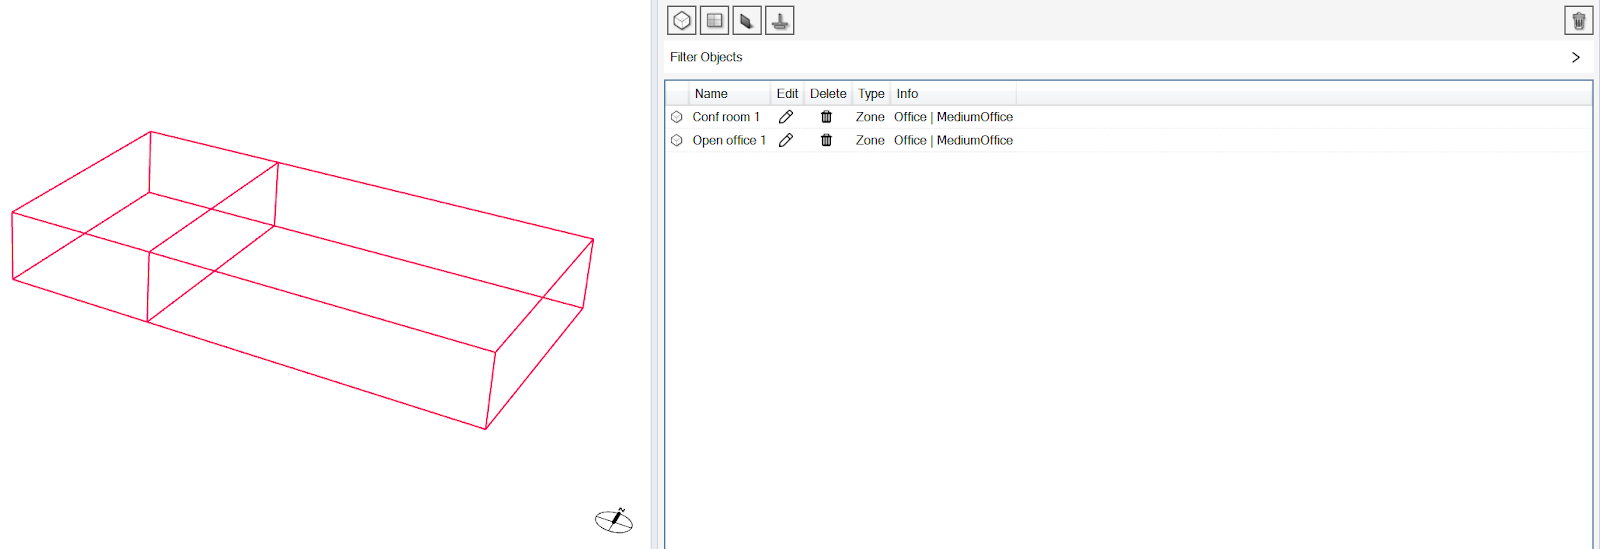 Filter Objects
Name Edit Delete Type Info
Conf room 1 Zone Office | MediumOffice
Open office 1 Zone Office | MediumOffice
N